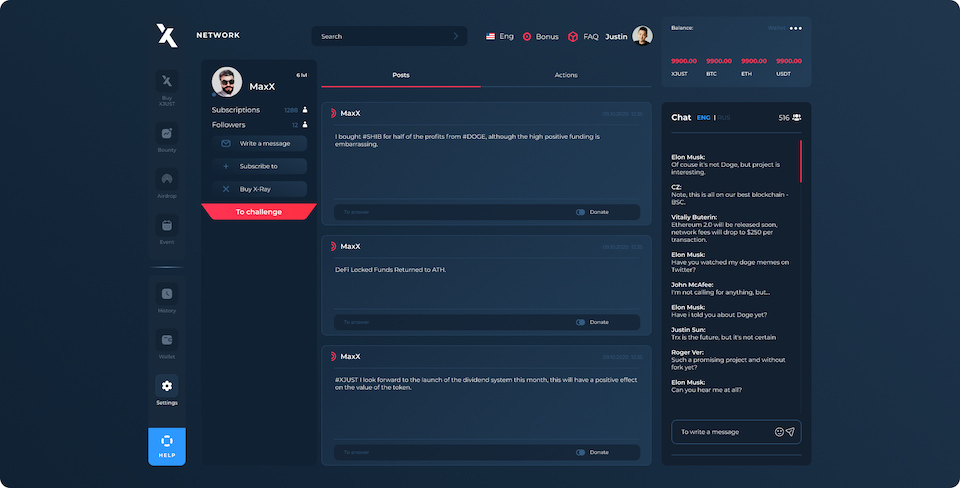 NETWORK
Search
Eng
Bonus
FAQ
Justin
Balance:
9900.00 9900.00 9900.00 9900.00
XJUST BTC ETH USDT
Buy
XJUST
Bounty
Airdrop
Event
History
Wallet
Settings
HELP
6 lvl
MaxX
Subscriptions 1288
Followers 12
Write a message
Subscribe to
Buy X-Ray
To challenge
Posts Actions
MaxX
I bought #SHIB for half of the profits from #DOGE, although the high positive funding is
embarrassing.
To answer Donate
MaxX
DeFi Locked Funds Returned to ATH.
To answer Donate
MaxX
#XJUST I look forward to the launch of the dividend system this month, this will have a positive effect
on the value of the token.
To answer Donate
Chat ENG | RUS 516
Elon Musk:
Of couse it's not Doge, but project is
interesting.
CZ:
Note, this is all on our best blockchain -
BSC.
Vitaliy Buterin:
Ethereum 2.0 will be released soon,
network fees will drop to $250 per
transaction.
Elon Musk:
Have you watched my doge memes on
Twitter?
John McAfee:
I'm not calling for anything, but...
Elon Musk:
Have i told you about Doge yet?
Justin Sun:
Trx is the future, but it's not certain
Roger Ver:
Such a promising project and without
fork yet?
Elon Musk:
Can you hear me at all?
To write a message